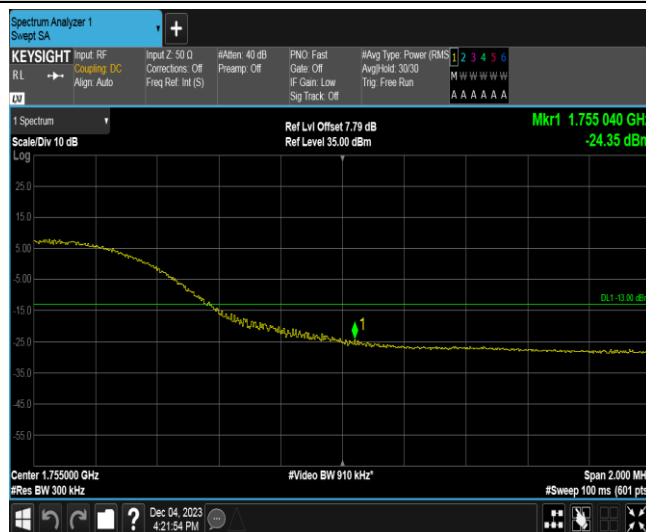 Spectrum Analyzer 1
Swept SA
+
KEYSIGHT
RL
LXI
Input: RF
Coupling: DC
Align: Auto
Input Z: 50 Ω
Corrections: Off
Freq Ref: Int (S)
#Atten: 40 dB
Preamp: Off
PNO: Fast
Gate: Off
IF Gain: Low
Sig Track: Off
#Avg Type: Power (RMS
Avg|Hold: 30/30
Trig: Free Run
1 2 3 4 5 6
M W W W W W
A A A A A A
1 Spectrum
Scale/Div 10 dB
Ref Lvl Offset 7.79 dB
Ref Level 35.00 dBm
Mkr1 1.755 040 GHz
-24.35 dBm
Log
25.0
15.0
5.00
-5.00
-15.0
-25.0
-35.0
-45.0
-55.0
DL1 -13.00 dBm
1
Center 1.755000 GHz
#Res BW 300 kHz
#Video BW 910 kHz*
Span 2.000 MH
#Sweep 100 ms (601 pts
?
Dec 04, 2023
4:21:54 PM